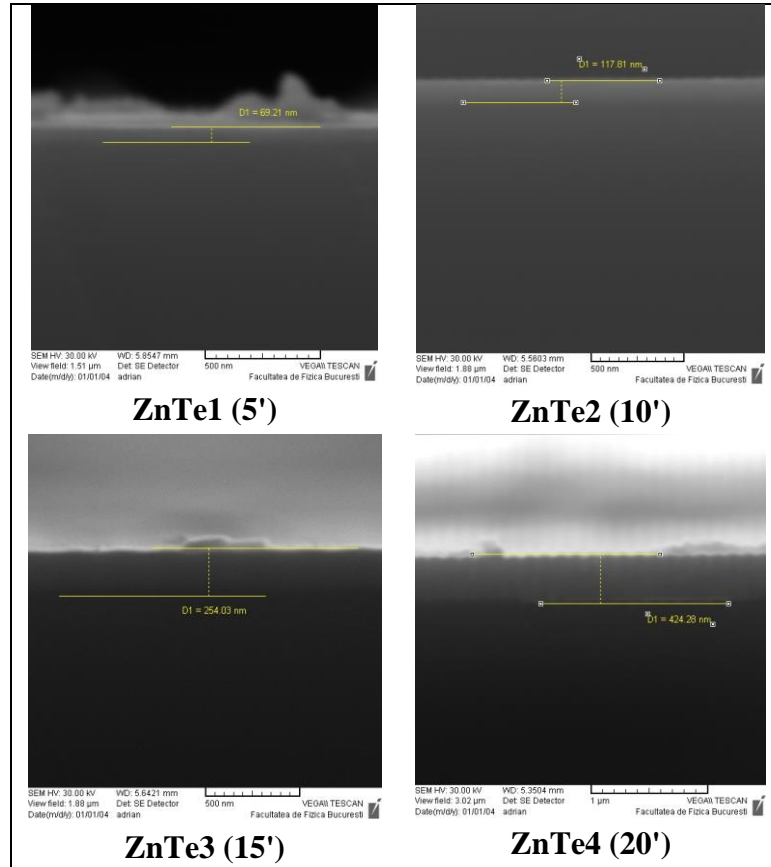 D1 = 69.21 nm
SEM HV: 30.00 kV WD: 5.8547 mm
View field: 1.51 µm Det: SE Detector 500 nm VEGA\\ TESCAN
Date(m/d/y): 01/01/04 adrian Facultatea de Fizica Bucuresti
ZnTe1 (5')
D1 = 117.81 nm
SEM HV: 30.00 kV WD: 5.5603 mm
View field: 1.88 µm Det: SE Detector 500 nm VEGA\\ TESCAN
Date(m/d/y): 01/01/04 adrian Facultatea de Fizica Bucuresti
ZnTe2 (10')
D1 = 254.03 nm
SEM HV: 30.00 kV WD: 5.6421 mm
View field: 1.88 µm Det: SE Detector 500 nm VEGA\\ TESCAN
Date(m/d/y): 01/01/04 adrian Facultatea de Fizica Bucuresti
ZnTe3 (15')
D1 = 424.28 nm
SEM HV: 30.00 kV WD: 5.3504 mm
View field: 3.02 µm Det: SE Detector 1 µm VEGA\\ TESCAN
Date(m/d/y): 01/01/04 adrian Facultatea de Fizica Bucuresti
ZnTe4 (20')